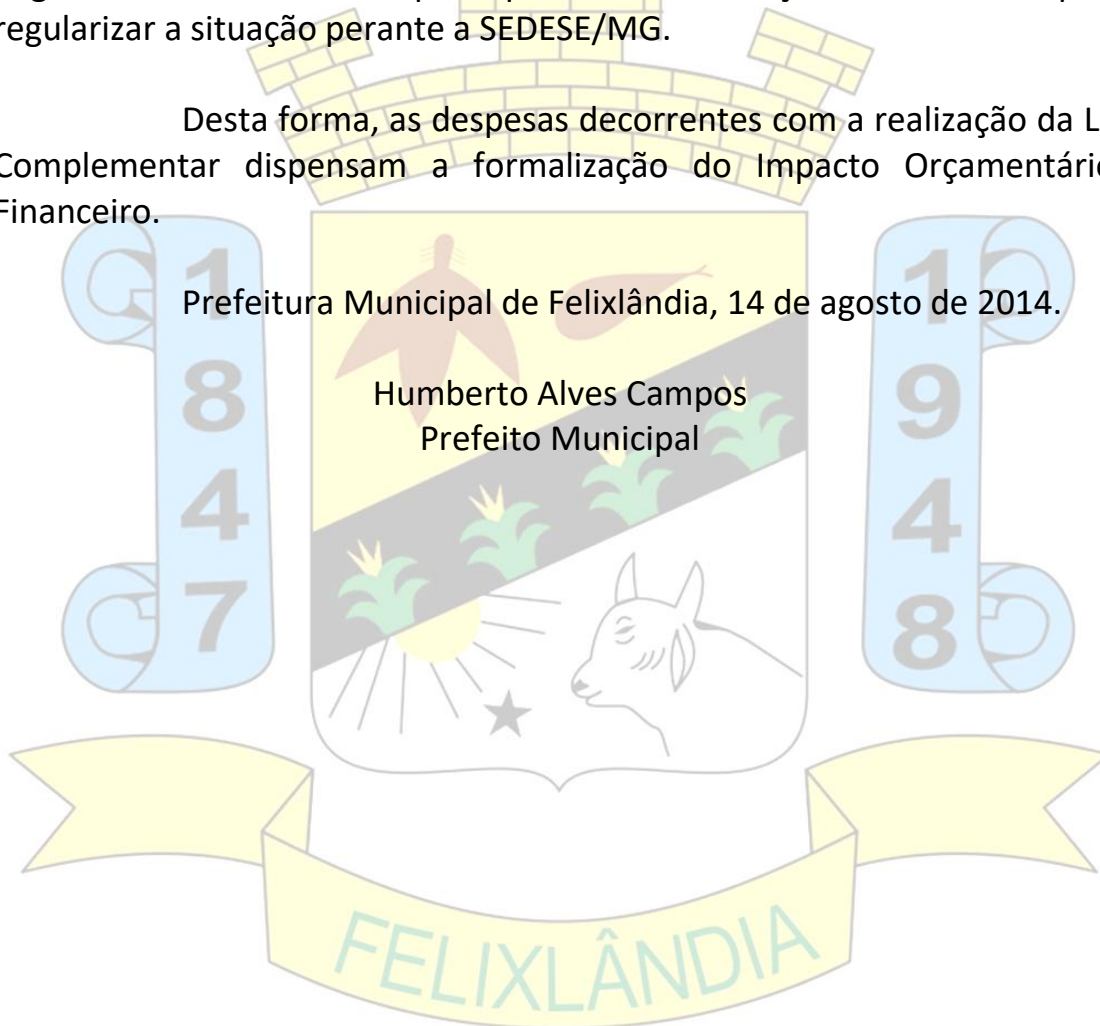 regularizar a situação perante a SEDESE/MG.
Desta forma, as despesas decorrentes com a realização da
Complementar dispensam a formalização do Impacto
Financeiro.
Prefeitura Municipal de Felixlândia, 14 de agosto de 2014.
Humberto Alves Campos
Prefeito Municipal
1847
1948
FELIXLÂNDIA